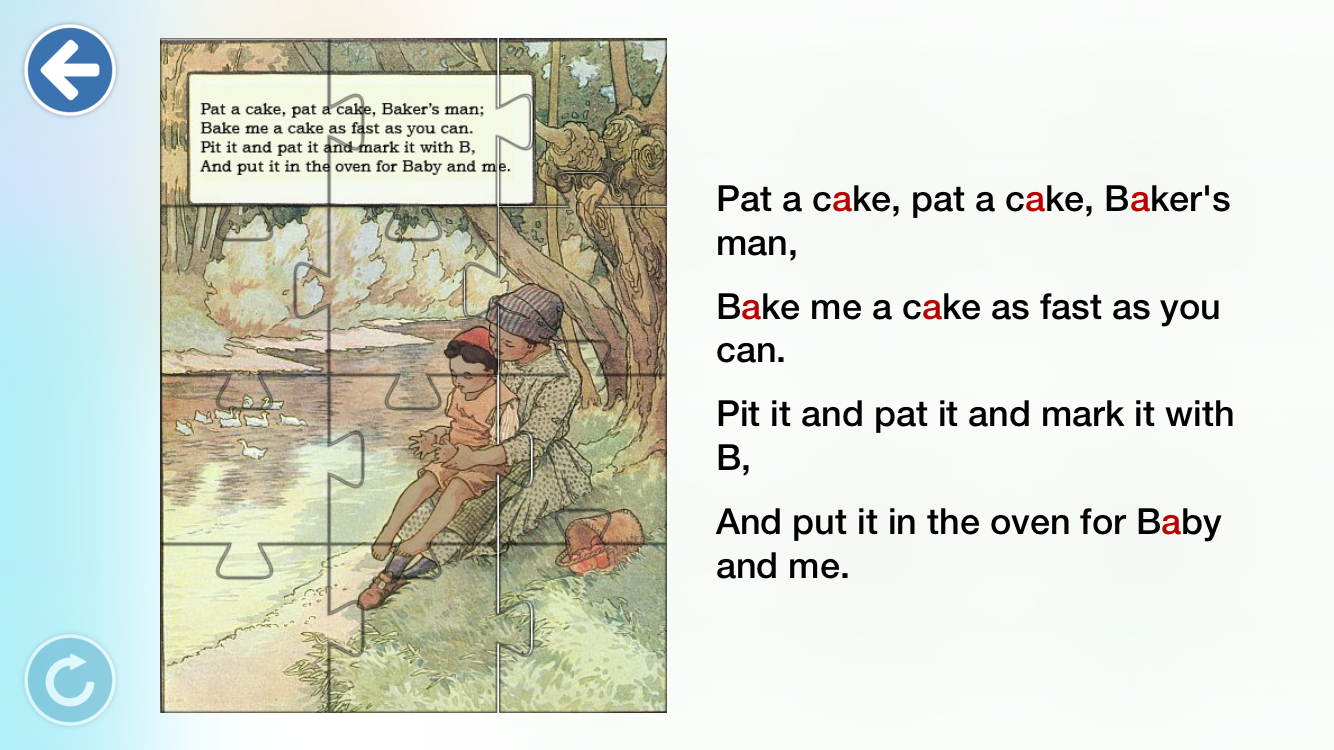 Pat a cake, pat a cake, Baker's man;
Bake me a cake as fast as you can.
Pit it and pat it and mark it with B,
And put it in the oven for Baby and me.
Pat a cake, pat a cake, Baker's
man,
Bake me a cake as fast as you
can.
Pit it and pat it and mark it with
B,
And put it in the oven for Baby
and me.